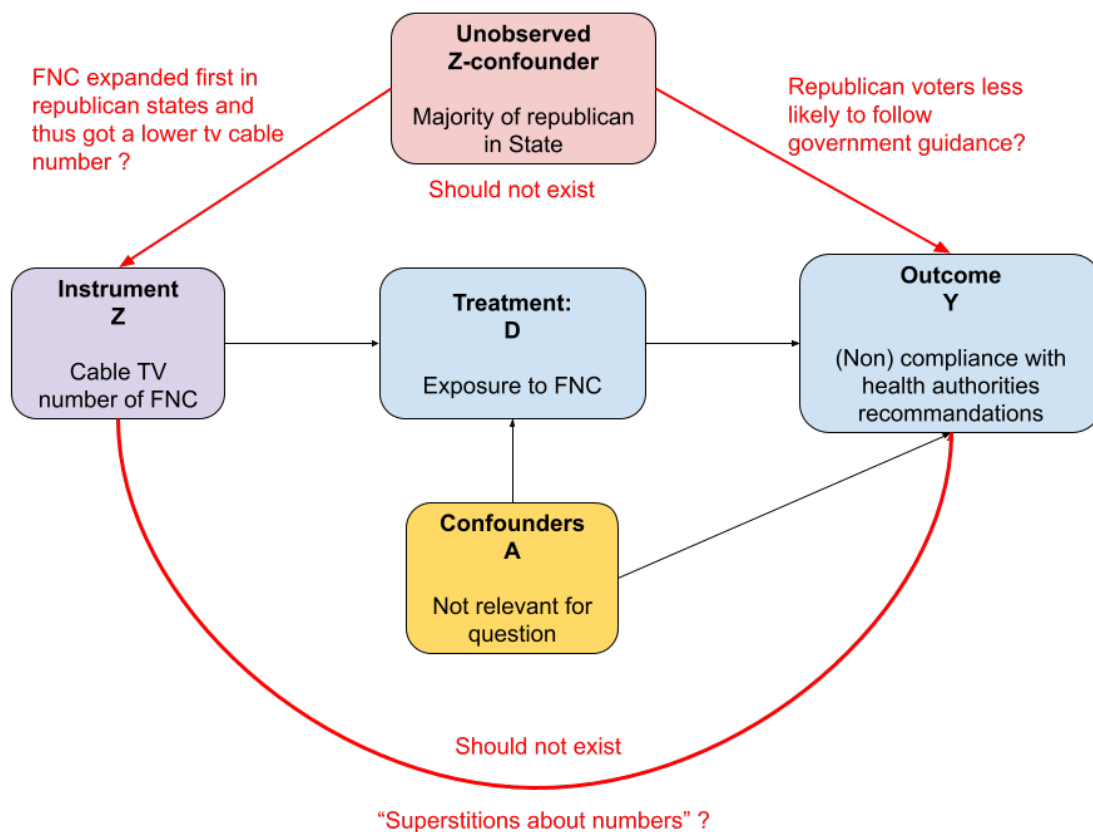 Unobserved
Z-confounder
Majority of republican
in State
FNC expanded first in
republican states and
thus got a lower tv cable
number ?
Republican voters less
likely to follow
government guidance?
Should not exist
Instrument
Z
Cable TV
number of FNC
Treatment:
D
Exposure to FNC
Outcome
Y
(Non) compliance with
health authorities
recommandations
Confounders
A
Not relevant for
question
Should not exist
“Superstitions about numbers” ?